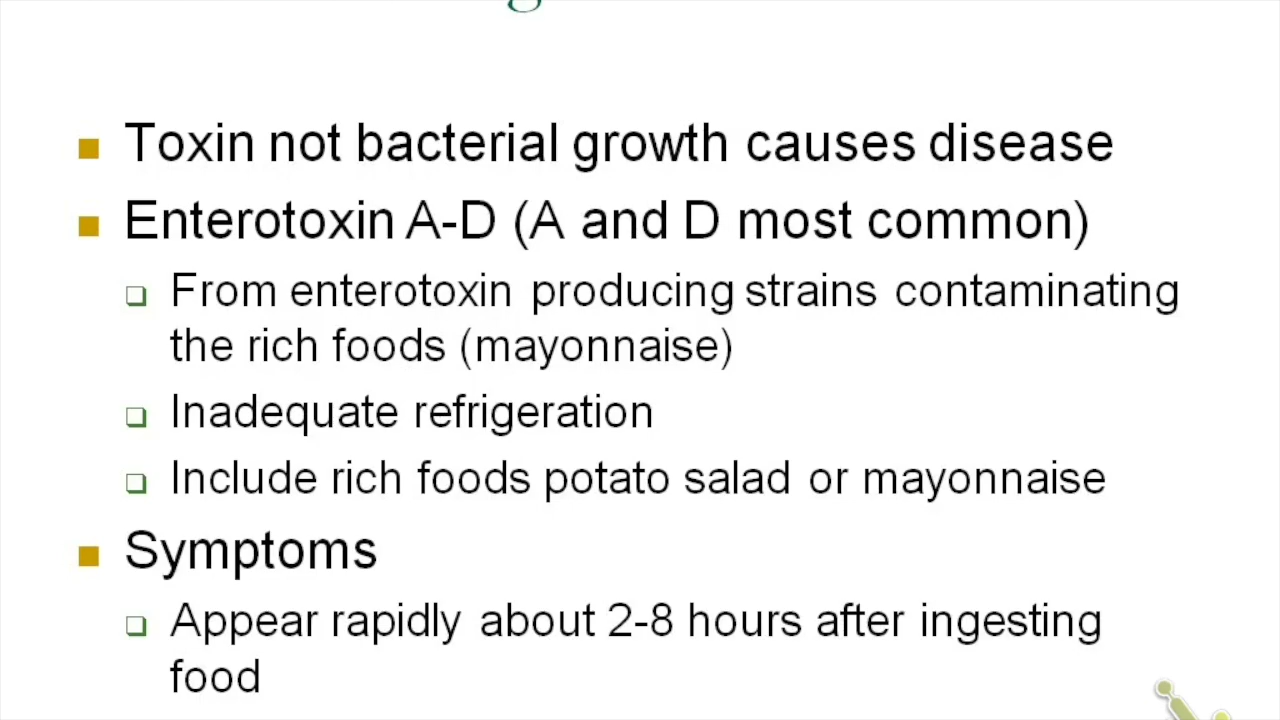 Toxin not bacterial growth causes disease
Enterotoxin A-D (A and D most common)
From enterotoxin producing strains contaminating
the rich foods (mayonnaise)
Inadequate refrigeration
Include rich foods potato salad or mayonnaise
Symptoms
Appear rapidly about 2-8 hours after ingesting
food